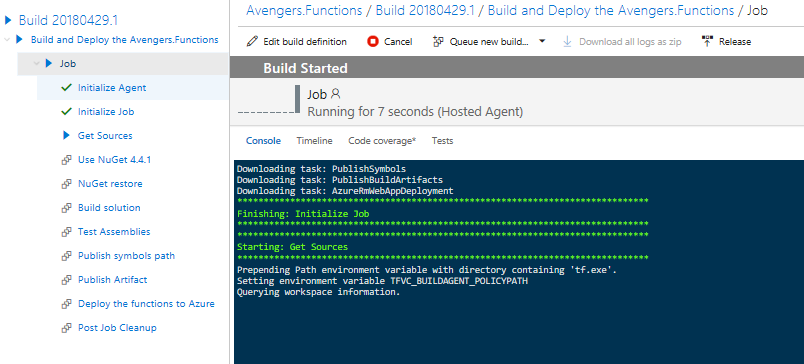 Build 20180429.1
Build and Deploy the Avengers.Functions
Job
Initialize Agent
Initialize Job
Get Sources
Use NuGet 4.4.1
NuGet restore
Build solution
Test Assemblies
Publish symbols path
Publish Artifact
Deploy the functions to Azure
Post Job Cleanup
Avengers.Functions / Build 20180429.1 / Build and Deploy the Avengers.Functions / Job
Edit build definition Cancel Queue new build... Download all logs as zip Release
Build Started
Job
Running for 7 seconds (Hosted Agent)
Console Timeline Code coverage* Tests
Downloading task: PublishSymbols
Downloading task: PublishBuildArtifacts
Downloading task: AzureRmWebAppDeployment
******************************************************************************
Finishing: Initialize Job
******************************************************************************
******************************************************************************
Starting: Get Sources
******************************************************************************
Prepending Path environment variable with directory containing 'tf.exe'.
Setting environment variable TFVC_BUILDAGENT_POLICYPATH
Querying workspace information.